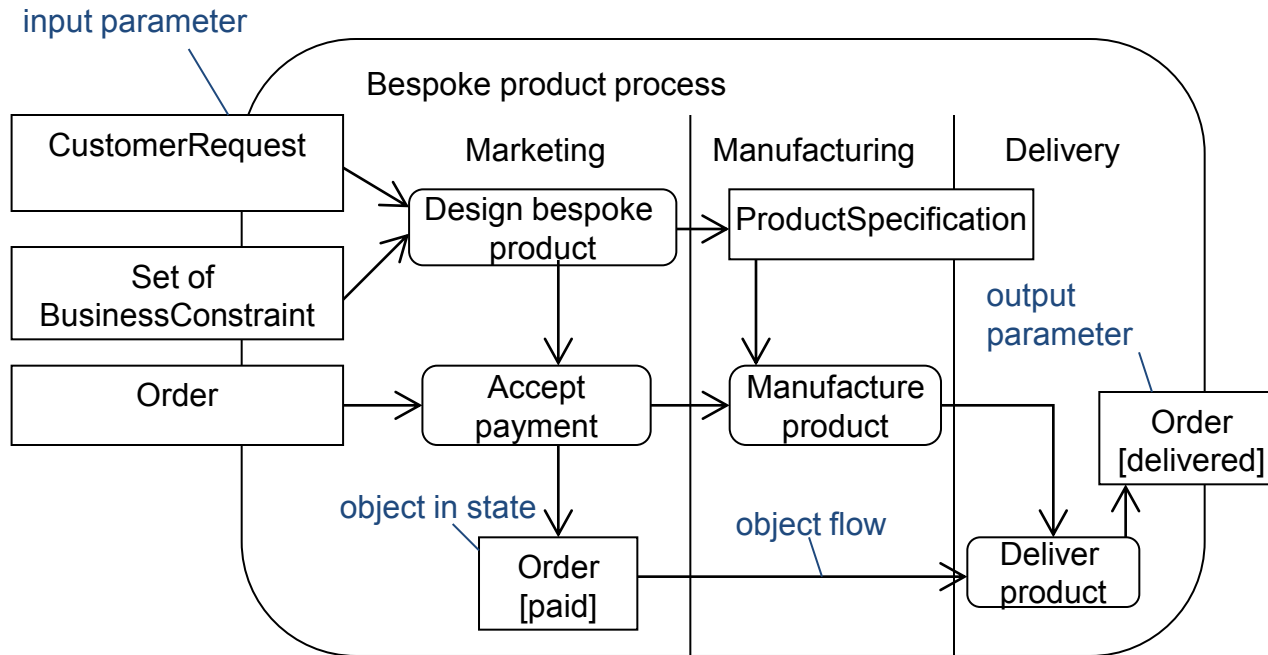 input parameter
Bespoke product process
CustomerRequest
Marketing
Manufacturing
Delivery
Design bespoke
product
ProductSpecification
Set of
BusinessConstraint
output
parameter
Order
Accept
payment
Manufacture
product
Order
[delivered]
object in state
object flow
Order
[paid]
Deliver
product